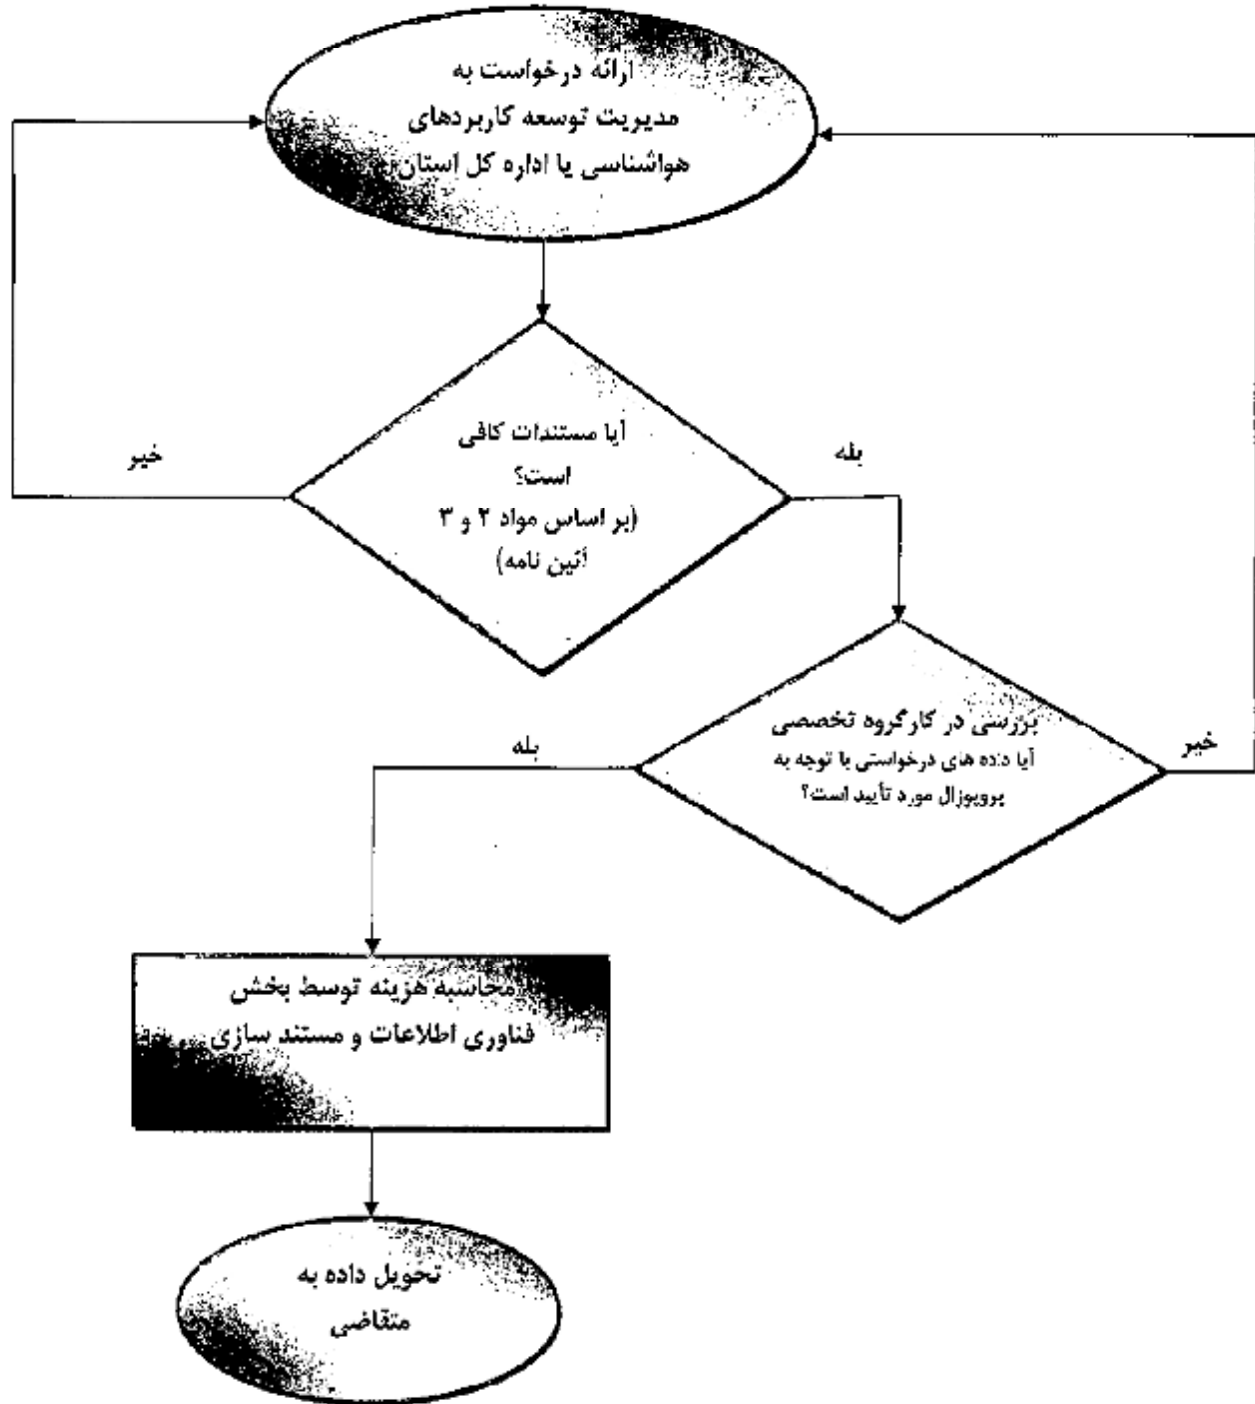 ارائه درخواست به
مدیریت توسعه کاربردهای
هواشناسی یا اداره کل استان
آیا مستندات کافی
است؟
(بر اساس مواد ۲ و ۳
آئین نامه)
بله
خیر
بررسی در کارگروه تخصصی
آیا داده های درخواستی با توجه به
پروپوزال مورد تأیید است؟
خیر
بله
محاسبه هزینه توسط بخش
فناوری اطلاعات و مستند سازی
تحویل داده به
متقاضی